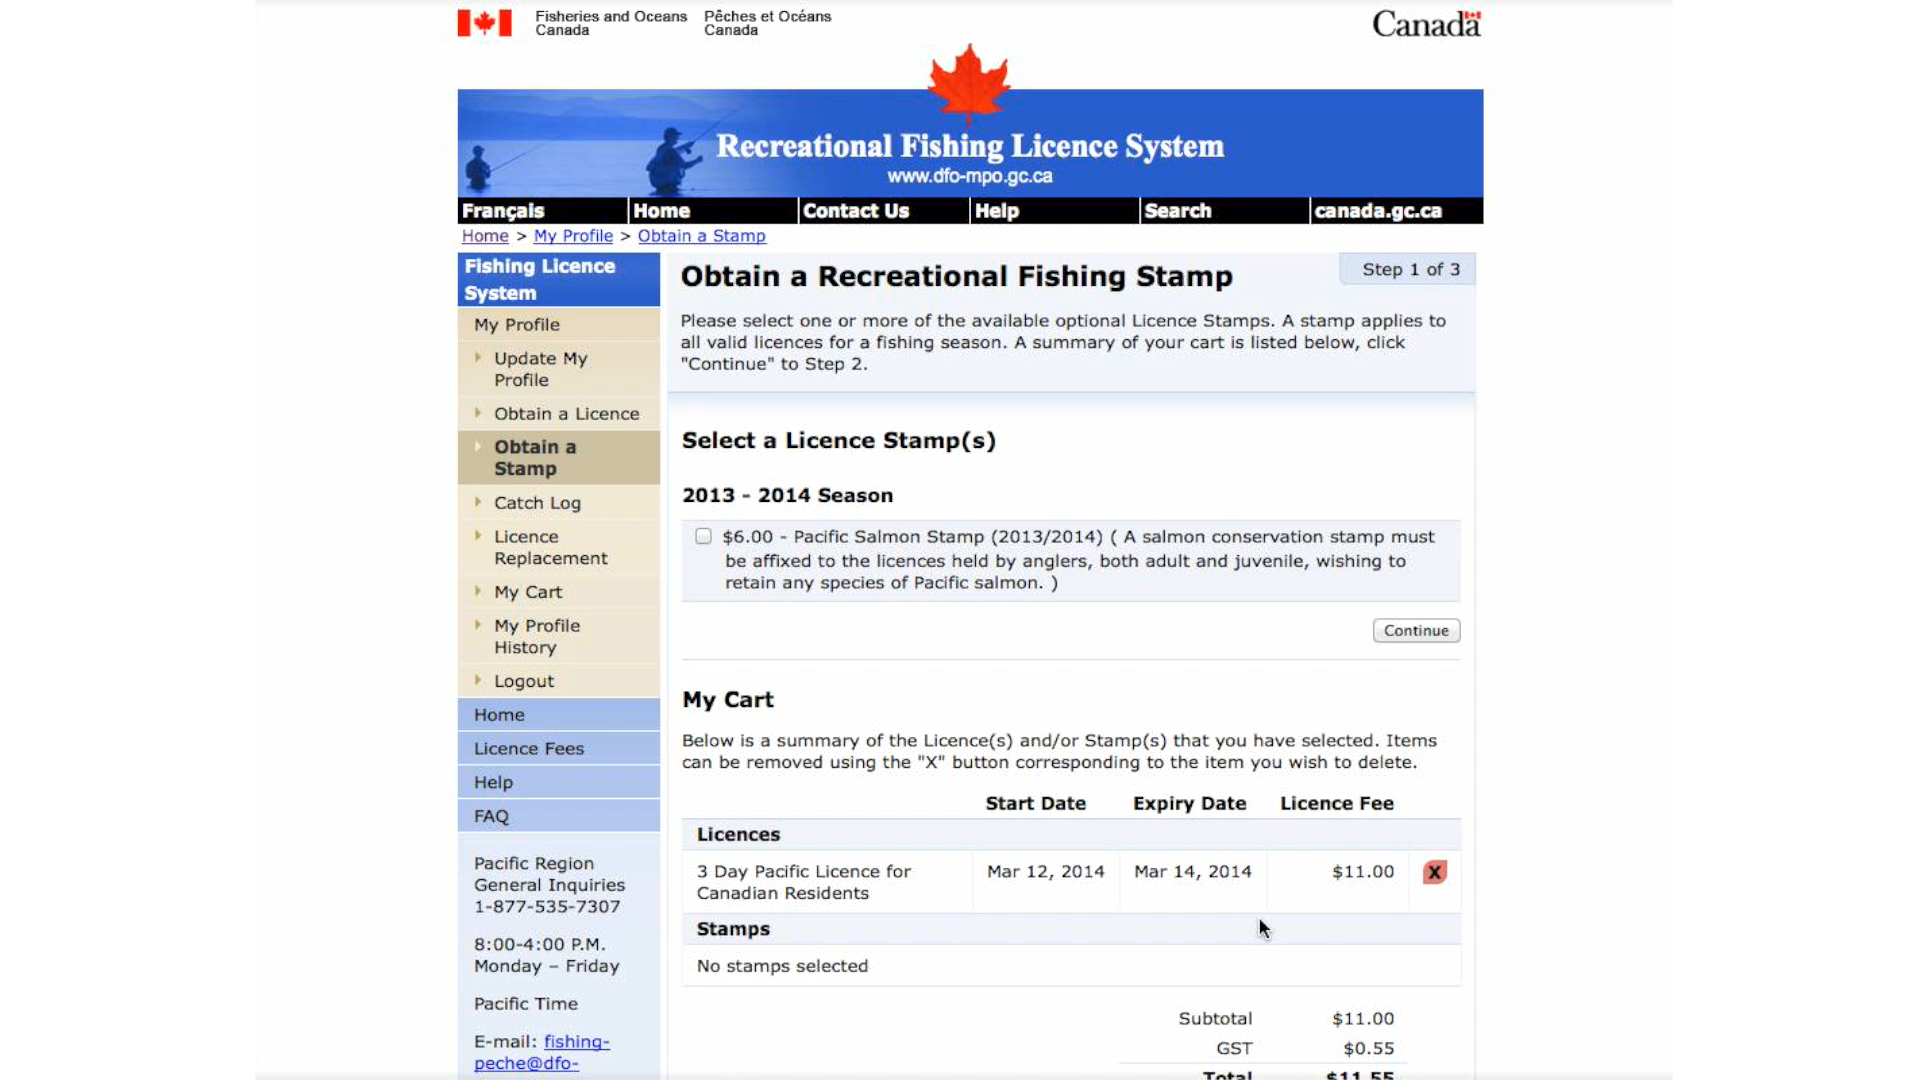 Fisheries and Oceans Pêches et Océans
Canada Canada
Canada
Recreational Fishing Licence System
www.dfo-mpo.gc.ca
Français Home Contact Us Help Search canada.gc.ca
Home > My Profile > Obtain a Stamp
Fishing Licence
System
My Profile
Update My
Profile
Obtain a Licence
Obtain a
Stamp
Catch Log
Licence
Replacement
My Cart
My Profile
History
Logout
Home
Licence Fees
Help
FAQ
Pacific Region
General Inquiries
1-877-535-7307
8:00-4:00 P.M.
Monday – Friday
Pacific Time
E-mail: fishing-
peche@dfo-
Obtain a Recreational Fishing Stamp
Step 1 of 3
Please select one or more of the available optional Licence Stamps. A stamp applies to
all valid licences for a fishing season. A summary of your cart is listed below, click
"Continue" to Step 2.
Select a Licence Stamp(s)
2013 - 2014 Season
$6.00 - Pacific Salmon Stamp (2013/2014) ( A salmon conservation stamp must
be affixed to the licences held by anglers, both adult and juvenile, wishing to
retain any species of Pacific salmon. )
Continue
My Cart
Below is a summary of the Licence(s) and/or Stamp(s) that you have selected. Items
can be removed using the "X" button corresponding to the item you wish to delete.
Start Date Expiry Date Licence Fee
Licences
3 Day Pacific Licence for Mar 12, 2014 Mar 14, 2014 $11.00 X
Canadian Residents
Stamps
No stamps selected
Subtotal $11.00
GST $0.55
Total $11.55